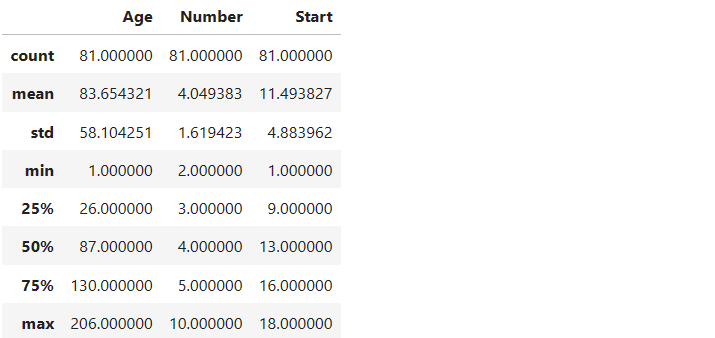 Age Number Start
count 81.000000 81.000000 81.000000
mean 83.654321 4.049383 11.493827
std 58.104251 1.619423 4.883962
min 1.000000 2.000000 1.000000
25% 26.000000 3.000000 9.000000
50% 87.000000 4.000000 13.000000
75% 130.000000 5.000000 16.000000
max 206.000000 10.000000 18.000000